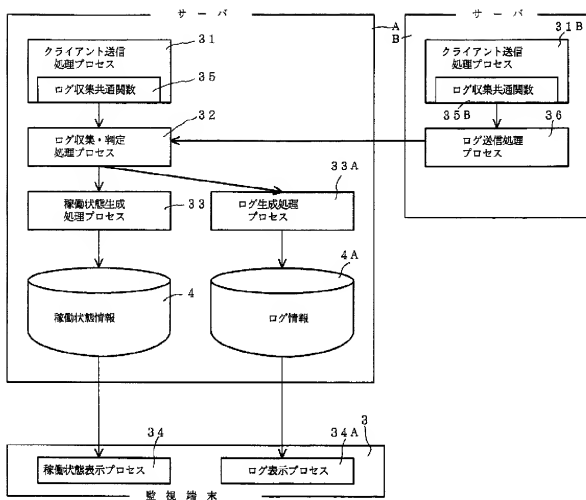 サーバ
A
クライアント送信
処理プロセス
31
ログ収集共通関数
35
ログ収集・判定
処理プロセス
32
稼働状態生成
処理プロセス
33
ログ生成処理
プロセス
33A
稼働状態情報
4
ログ情報
4A
サーバ
B
クライアント送信
処理プロセス
31B
ログ収集共通関数
35B
ログ送信処理
プロセス
36
稼働状態表示プロセス
34
ログ表示プロセス
34A
3
監視端末